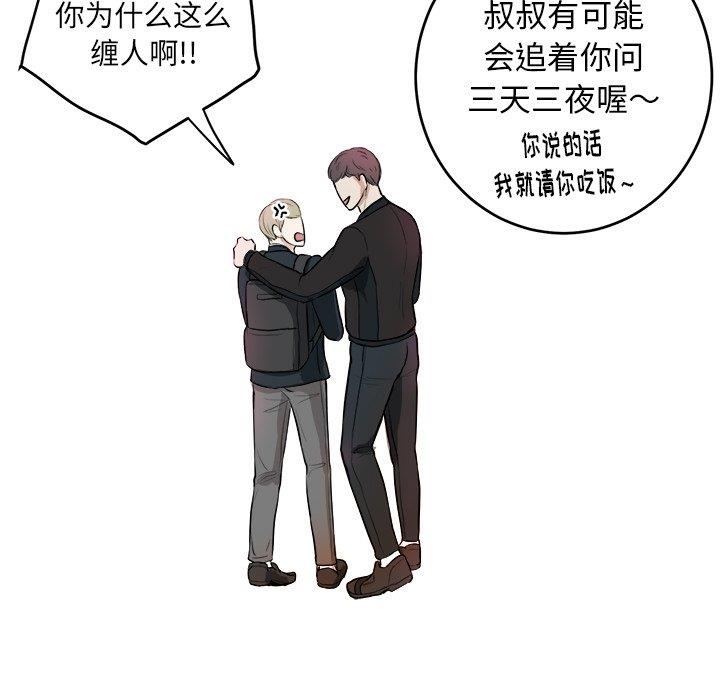 你为什么这么
缠人啊!!
叔叔有可能
会追着你问
三天三夜喔～
你说的话
我就请你吃饭～